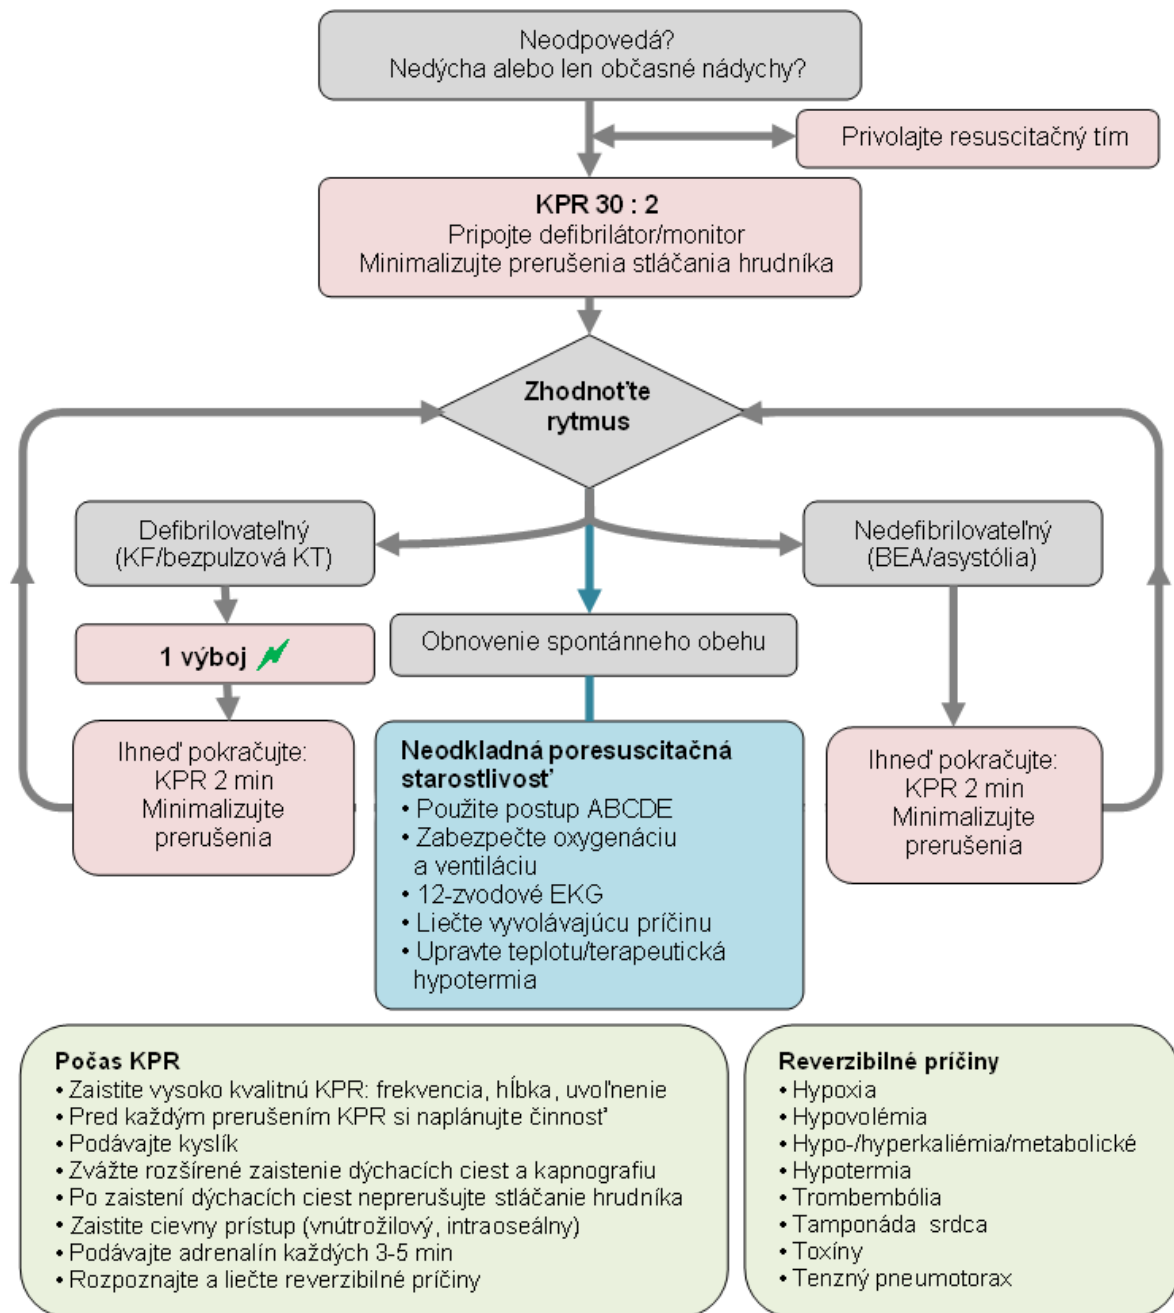 Neodpovedá?
Nedýcha alebo len občasné nádychy?
Privolajte resuscitačný tím
KPR 30 : 2
Pripojte defibrilátor/monitor
Minimalizujte prerušenia stláčania hrudníka
Zhodnoťte
rytmus
Defibrilovateľný
(KF/bezpulzová KT)
Nedefibrilovateľný
(BEA/asystólia)
1 výboj
Obnovenie spontánneho obehu
Ihneď pokračujte:
KPR 2 min
Minimalizujte
prerušenia
Neodkladná poresuscitačná
starostlivosť
• Použite postup ABCDE
• Zabezpečte oxygenáciu
a ventiláciu
• 12-zvodové EKG
• Liečte vyvolávajúcu príčinu
• Upravte teplotu/terapeutická
hypotermia
Ihneď pokračujte:
KPR 2 min
Minimalizujte
prerušenia
Počas KPR
• Zaistite vysoko kvalitnú KPR: frekvencia, hĺbka, uvoľnenie
• Pred každým prerušením KPR si naplánujte činnosť
• Podávajte kyslík
• Zvážte rozšírené zaistenie dýchacích ciest a kapnografiu
• Po zaistení dýchacích ciest neprerušujte stláčanie hrudníka
• Zaistite cievny prístup (vnútrožilový, intraoseálny)
• Podávajte adrenalín každých 3-5 min
• Rozpoznajte a liečte reverzibilné príčiny
Reverzibilné príčiny
• Hypoxia
• Hypovolémia
• Hypo-/hyperkaliémia/metabolické
• Hypotermia
• Trombembólia
• Tamponáda srdca
• Toxíny
• Tenzný pneumotorax